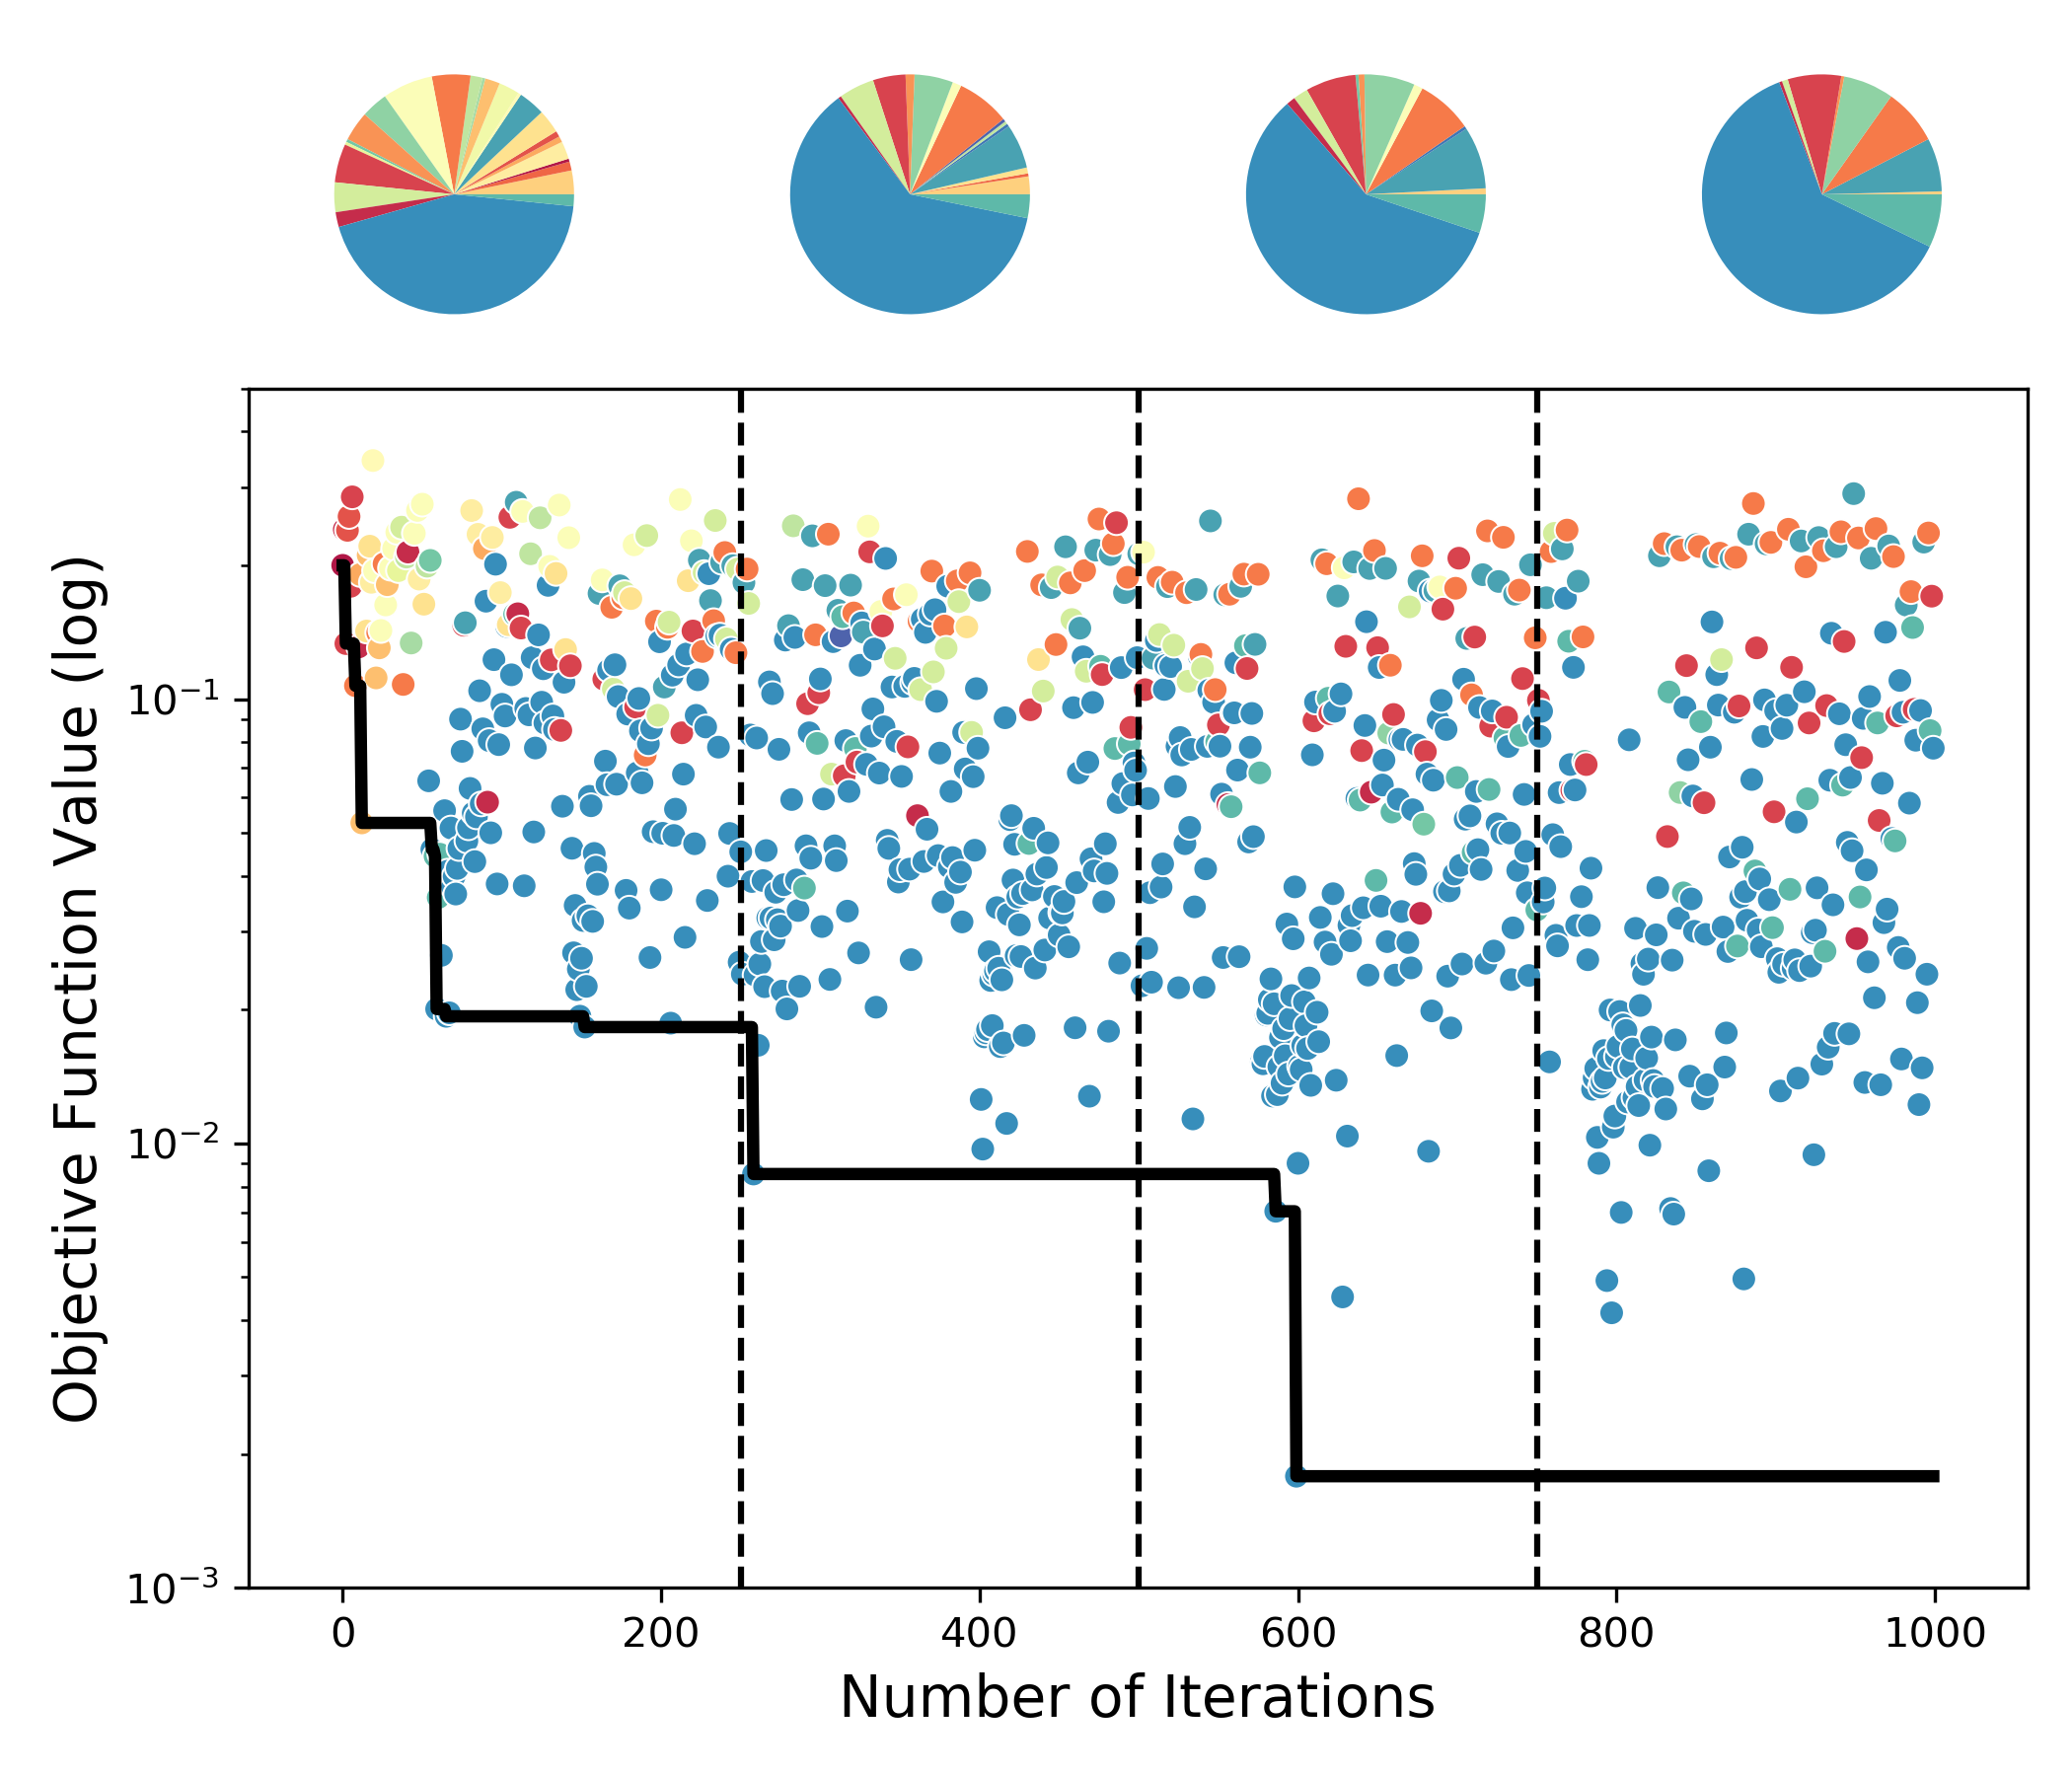 Objective Function Value (log)
10⁻¹
10⁻²
10⁻³
0 200 400 600 800 1000
Number of Iterations